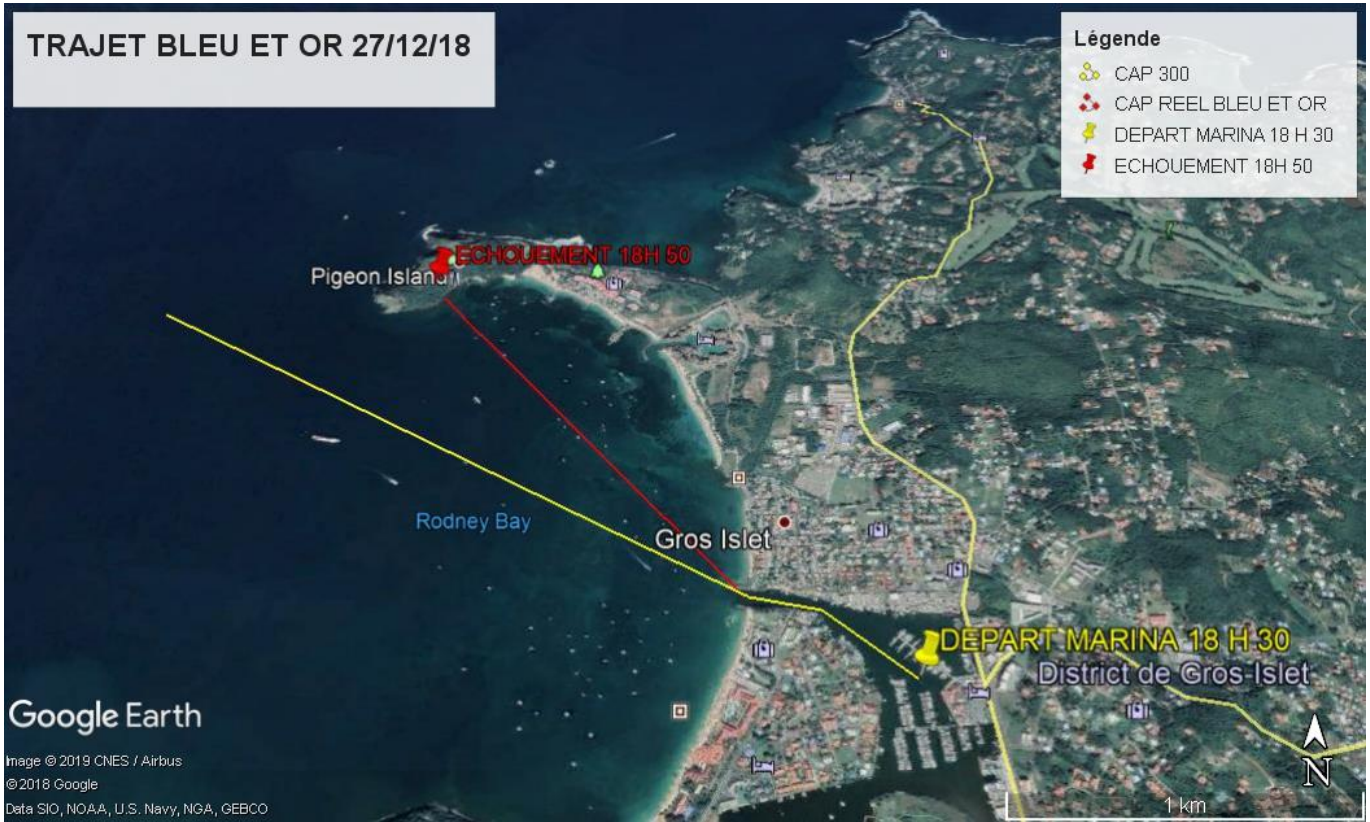 TRAJET BLEU ET OR 27/12/18
Légende
CAP 300
CAP REEL BLEU ET OR
DEPART MARINA 18 H 30
ECHOUEMENT 18H 50
ECHOUEMENT 18H 50
Pigeon Island
Rodney Bay
Gros Islet
DEPART MARINA 18 H 30
District de Gros-Islet
Google Earth
Image © 2019 CNES / Airbus
© 2018 Google
Data SIO, NOAA, U.S. Navy, NGA, GEBCO
N
1 km